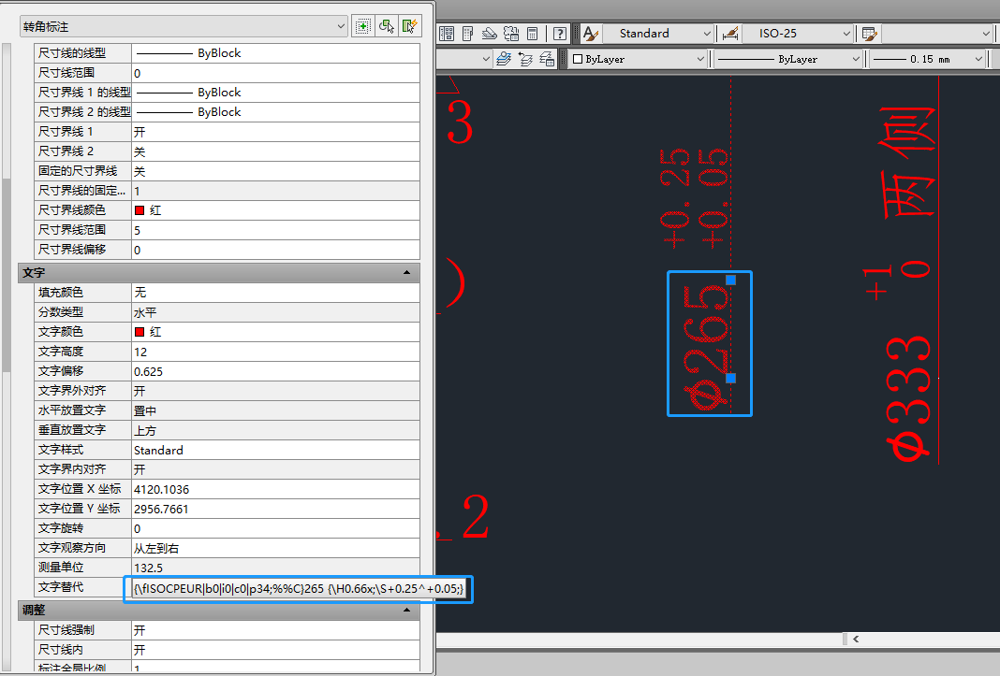 转角标注
Standard
ISO-25
ByLayer
ByLayer
0.15 mm
尺寸线的线型 ByBlock
尺寸线范围 0
尺寸界线 1 的线型 ByBlock
尺寸界线 2 的线型 ByBlock
尺寸界线 1 开
尺寸界线 2 关
固定的尺寸界线 关
尺寸界线的固定... 1
尺寸界线颜色 红
尺寸界线范围 5
尺寸界线偏移 0
文字
填充颜色 无
分数类型 水平
文字颜色 红
文字高度 12
文字偏移 0.625
文字界外对齐 开
水平放置文字 置中
垂直放置文字 上方
文字样式 Standard
文字界内对齐 开
文字位置 X 坐标 4120.1036
文字位置 Y 坐标 2956.7661
文字旋转 0
文字观察方向 从左到右
测量单位 132.5
文字替代 {\fISOCPEUR|b0|i0|c0|p34;%%C}265 {\H0.66x;\S+0.25^+0.05;}
调整
尺寸线强制 开
尺寸线内 开
标注全局比例 1
3
)
.2
ϕ265 +0.25 +0.05
ϕ333 +1 0 两侧